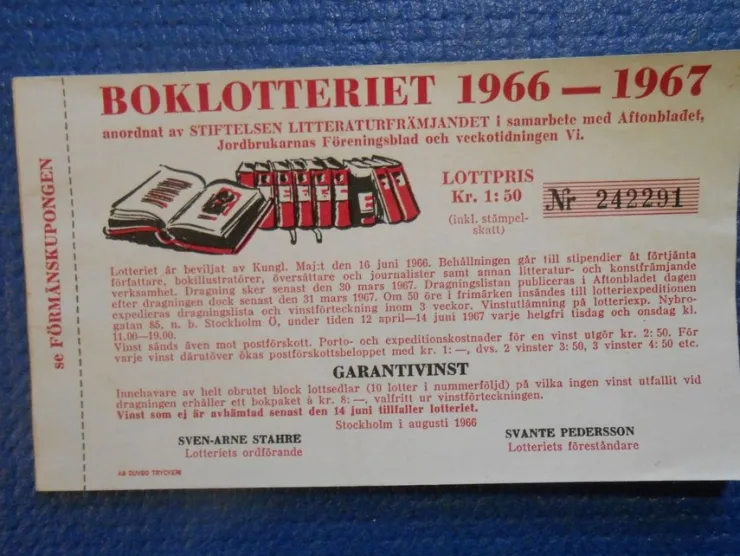 BOKLOTTERIET 1966 — 1967
anordnat av STIFTELSEN LITTERATURFRÄMJANDET i samarbete med Aftonbladet,
Jordbrukarnas Föreningsblad och veckotidningen Vi.
se FÖRMÅNSKUPONGEN
LOTTPRIS
Kr. 1:50
(inkl. stämpel-
skatt)
Nr 242291
Lotteriet är beviljat av Kungl. Maj:t den 16 juni 1966. Behållningen går till stipendier åt förtjänta
författare, bokillustratörer, översättare och journalister samt annan litteratur- och konstfrämjande
verksamhet. Dragning sker senast den 30 mars 1967. Dragningslistan publiceras i Aftonbladet dagen
efter dragningen dock senast den 31 mars 1967. Om 50 öre i frimärken insändes till lotteriexpeditionen
expedieras dragningslista och vinstförteckning inom 3 veckor. Vinstutlämning på lotteriexp. Nybro-
gatan 85, n. b. Stockholm Ö, under tiden 12 april—14 juni 1967 varje helgfri tisdag och onsdag kl.
11.00—19.00.
Vinst sänds även mot postförskott. Porto- och expeditionskostnader för en vinst utgör kr. 2: 50. För
varje vinst därutöver ökas postförskottsbeloppet med kr. 1: —, dvs. 2 vinster 3: 50, 3 vinster 4: 50 etc.
GARANTIVINST
Innehavare av helt obrutet block lottsedlar (10 lotter i nummerföljd) på vilka ingen vinst utfallit vid
dragningen erhåller ett bokpaket à kr. 8: —, valfritt ur vinstförteckningen.
Vinst som ej är avhämtad senast den 14 juni tillfaller lotteriet.
Stockholm i augusti 1966
SVEN-ARNE STAHRE
Lotteriets ordförande
SVANTE PEDERSSON
Lotteriets föreståndare
AB DUVBO TRYCKERI